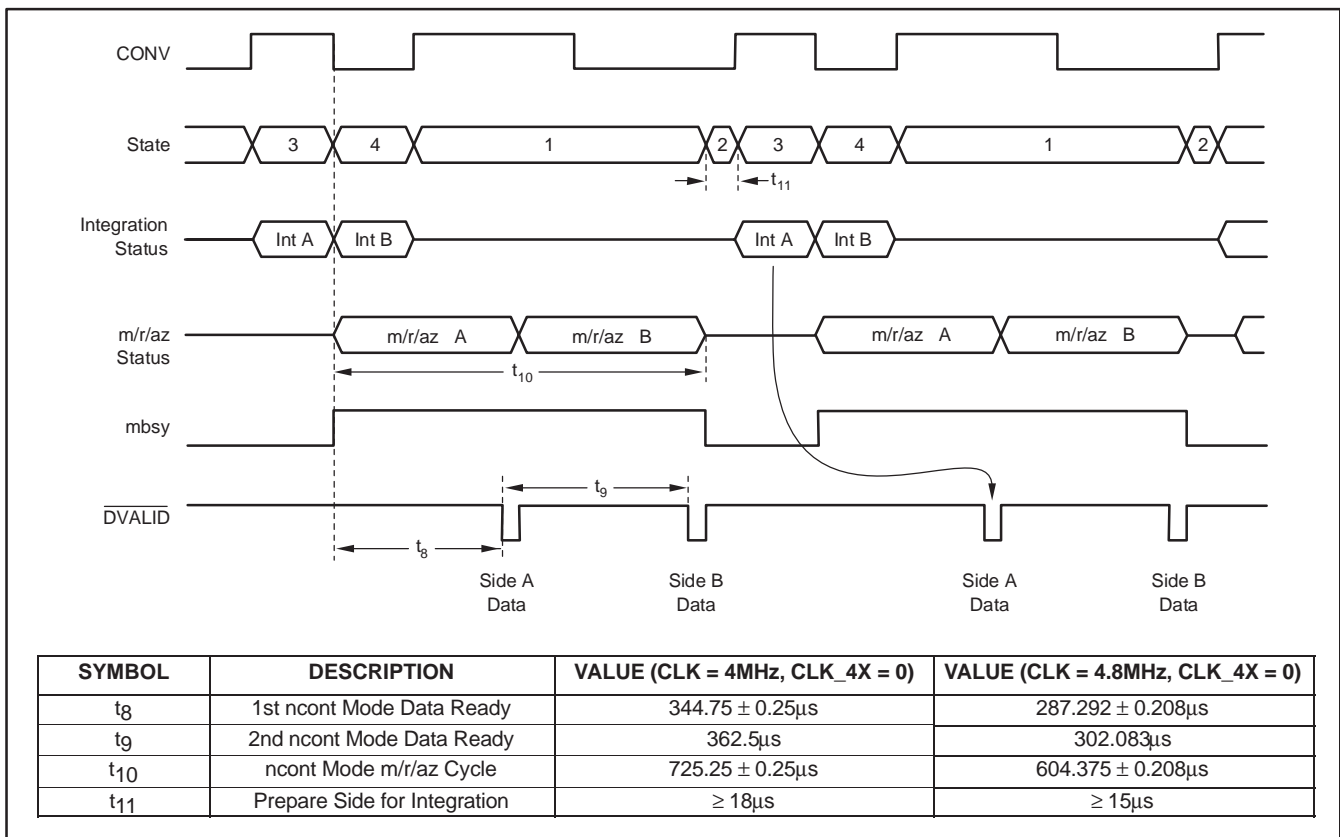 CONV
State
3 4 1 2 3 4 1 2
t11
Integration
Status
Int A Int B Int A Int B
m/r/az
Status
m/r/az A m/r/az B m/r/az A m/r/az B
t10
mbsy
t9
DVALID
t8
Side A
Data
Side B
Data
Side A
Data
Side B
Data
SYMBOL DESCRIPTION VALUE (CLK = 4MHz, CLK_4X = 0) VALUE (CLK = 4.8MHz, CLK_4X = 0)
t8 1st ncont Mode Data Ready 344.75 ± 0.25μs 287.292 ± 0.208μs
t9 2nd ncont Mode Data Ready 362.5μs 302.083μs
t10 ncont Mode m/r/az Cycle 725.25 ± 0.25μs 604.375 ± 0.208μs
t11 Prepare Side for Integration ≥ 18μs ≥ 15μs